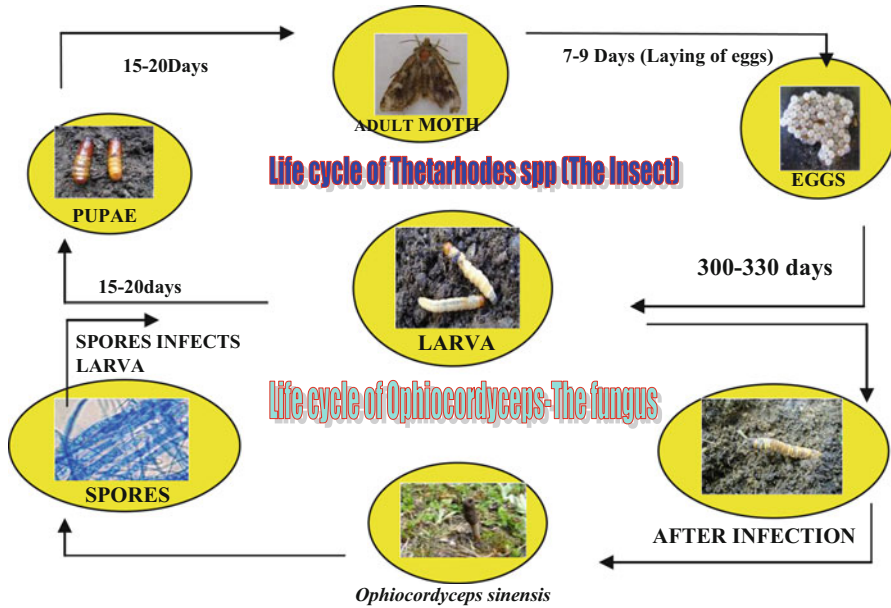 15-20Days
7-9 Days (Laying of eggs)
ADULT MOTH
EGGS
PUPAE
Life cycle of Thetarhodes spp (The Insect)
300-330 days
15-20days
LARVA
SPORES INFECTS
LARVA
Life cycle of Ophiocordyceps-The fungus
SPORES
AFTER INFECTION
Ophiocordyceps sinensis